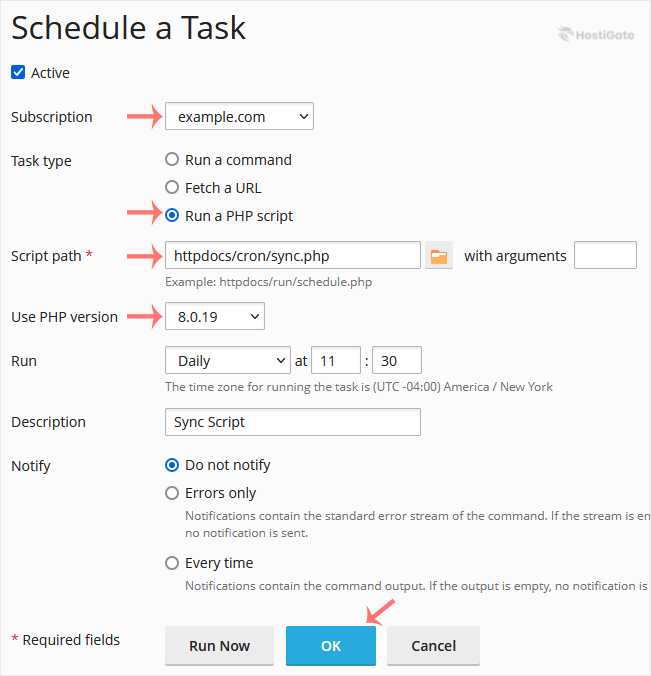 Schedule a Task
HostiGate
Active
Subscription example.com
Task type Run a command
Fetch a URL
Run a PHP script
Script path * httpdocs/cron/sync.php with arguments
Example: httpdocs/run/schedule.php
Use PHP version 8.0.19
Run Daily at 11 : 30
The time zone for running the task is (UTC -04:00) America / New York
Description Sync Script
Notify Do not notify
Errors only
Notifications contain the standard error stream of the command. If the stream is em
no notification is sent.
Every time
Notifications contain the command output. If the output is empty, no notification is
* Required fields Run Now OK Cancel